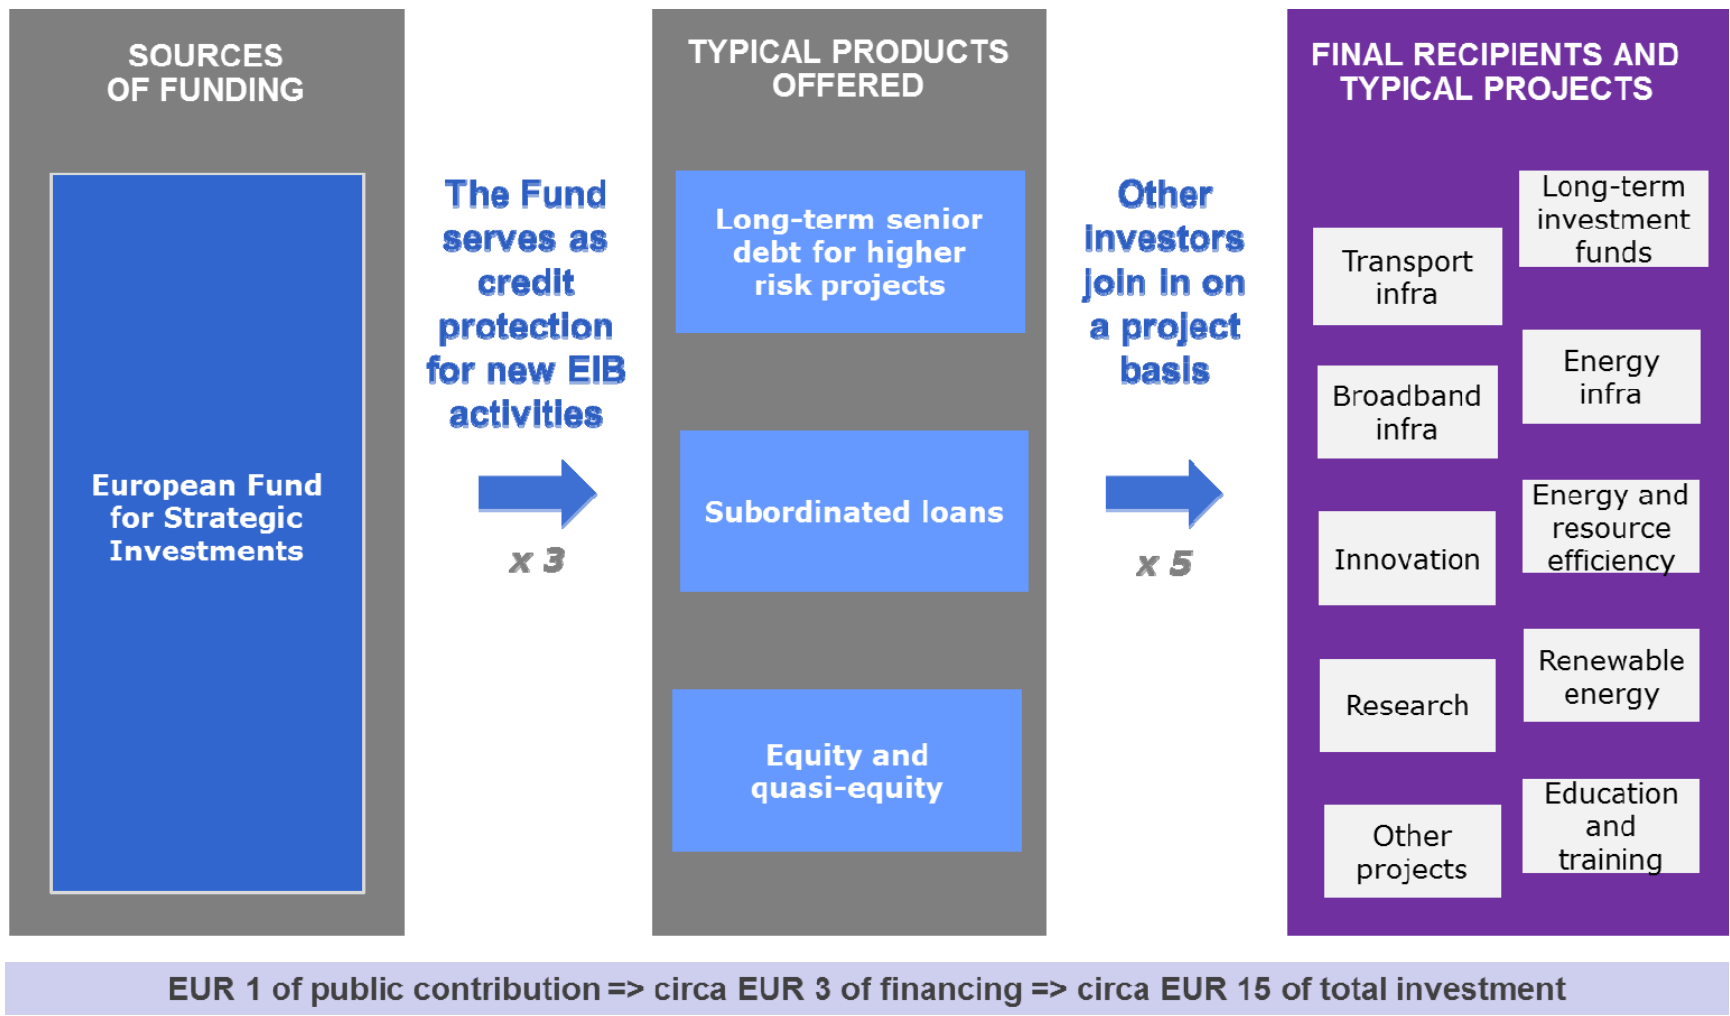 SOURCES
OF FUNDING
European Fund
for Strategic
Investments
The Fund
serves as
credit
protection
for new EIB
activities
x 3
TYPICAL PRODUCTS
OFFERED
Long-term senior
debt for higher
risk projects
Subordinated loans
Equity and
quasi-equity
Other
investors
join in on
a project
basis
x 5
FINAL RECIPIENTS AND
TYPICAL PROJECTS
Long-term
investment
funds
Transport
infra
Energy
infra
Broadband
infra
Energy and
resource
efficiency
Innovation
Renewable
energy
Research
Education
and
training
Other
projects
EUR 1 of public contribution => circa EUR 3 of financing => circa EUR 15 of total investment